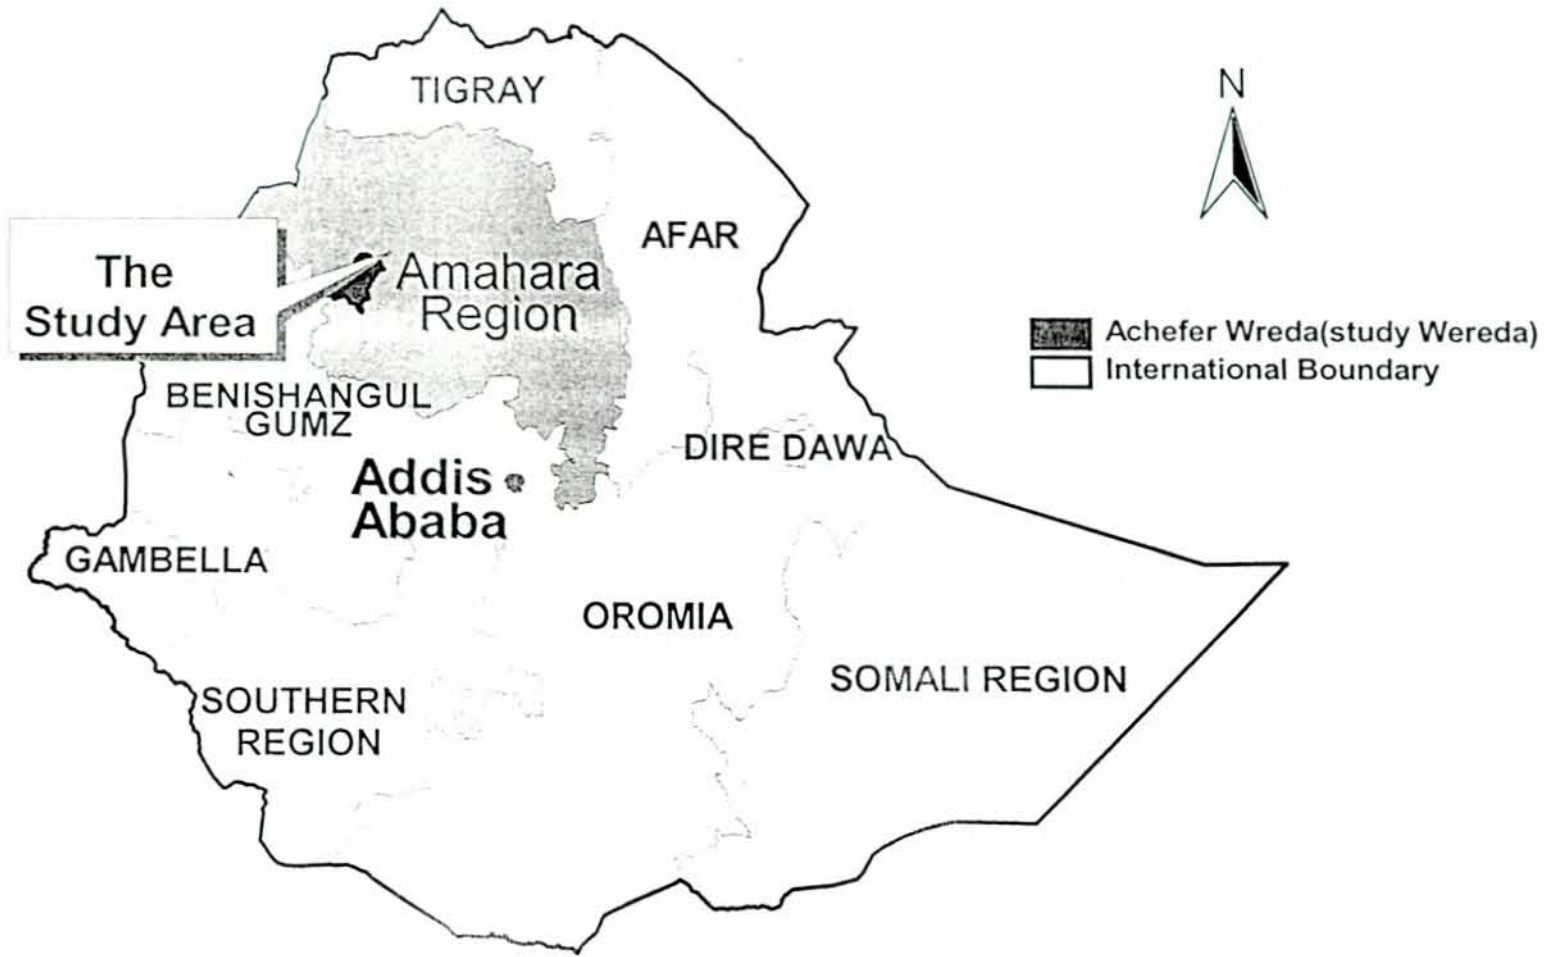 TIGRAY
N
AFAR
The
Study Area
Amahara
Region
Achefer Wreda(study Wereda)
International Boundary
BENISHANGUL
GUMZ
DIRE DAWA
Addis
Ababa
GAMBELLA
OROMIA
SOMALI REGION
SOUTHERN
REGION